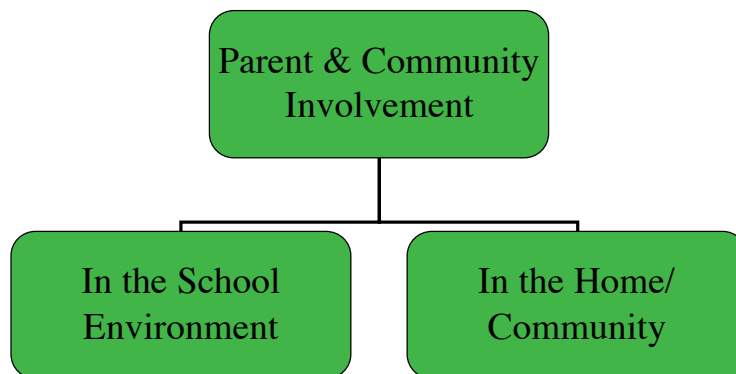 Parent & Community
Involvement
In the School
Environment
In the Home/
Community